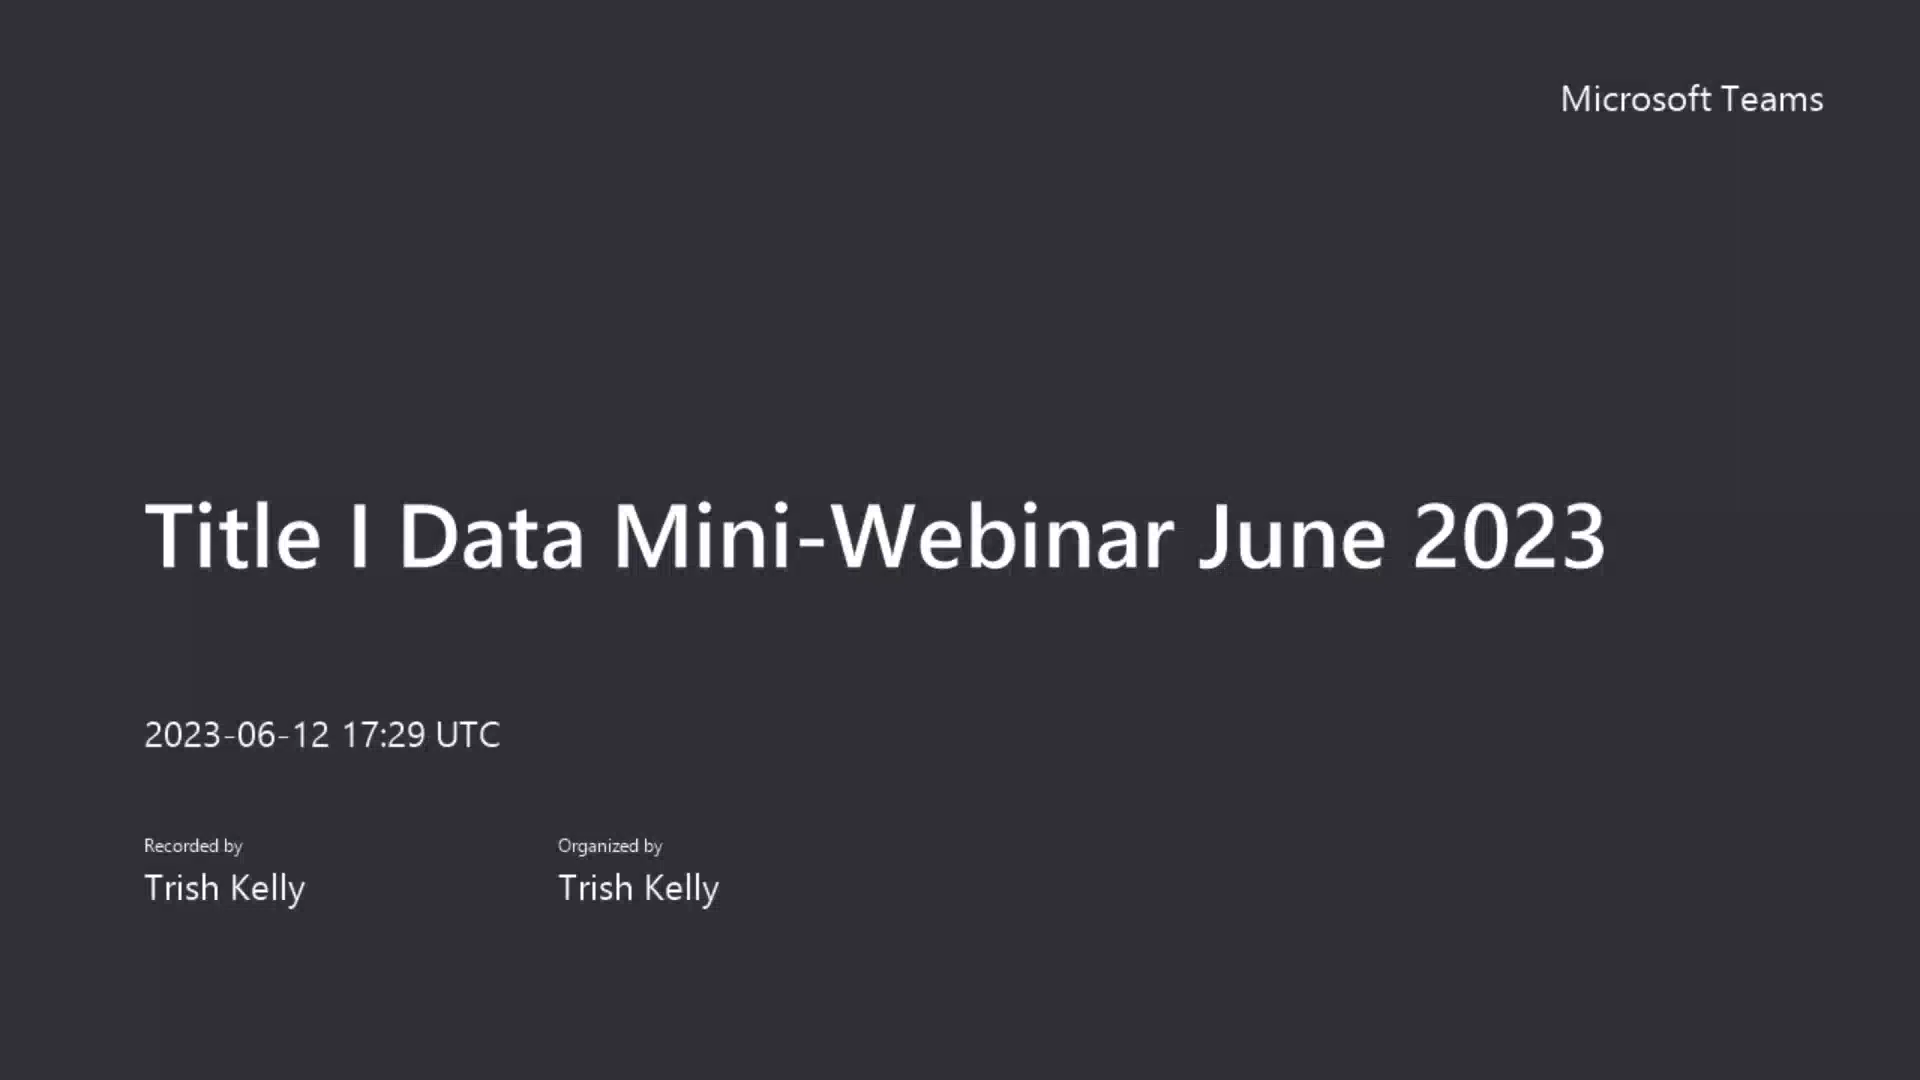 Microsoft Teams
Title I Data Mini-Webinar June 2023
2023-06-12 17:29 UTC
Recorded by
Trish Kelly
Organized by
Trish Kelly